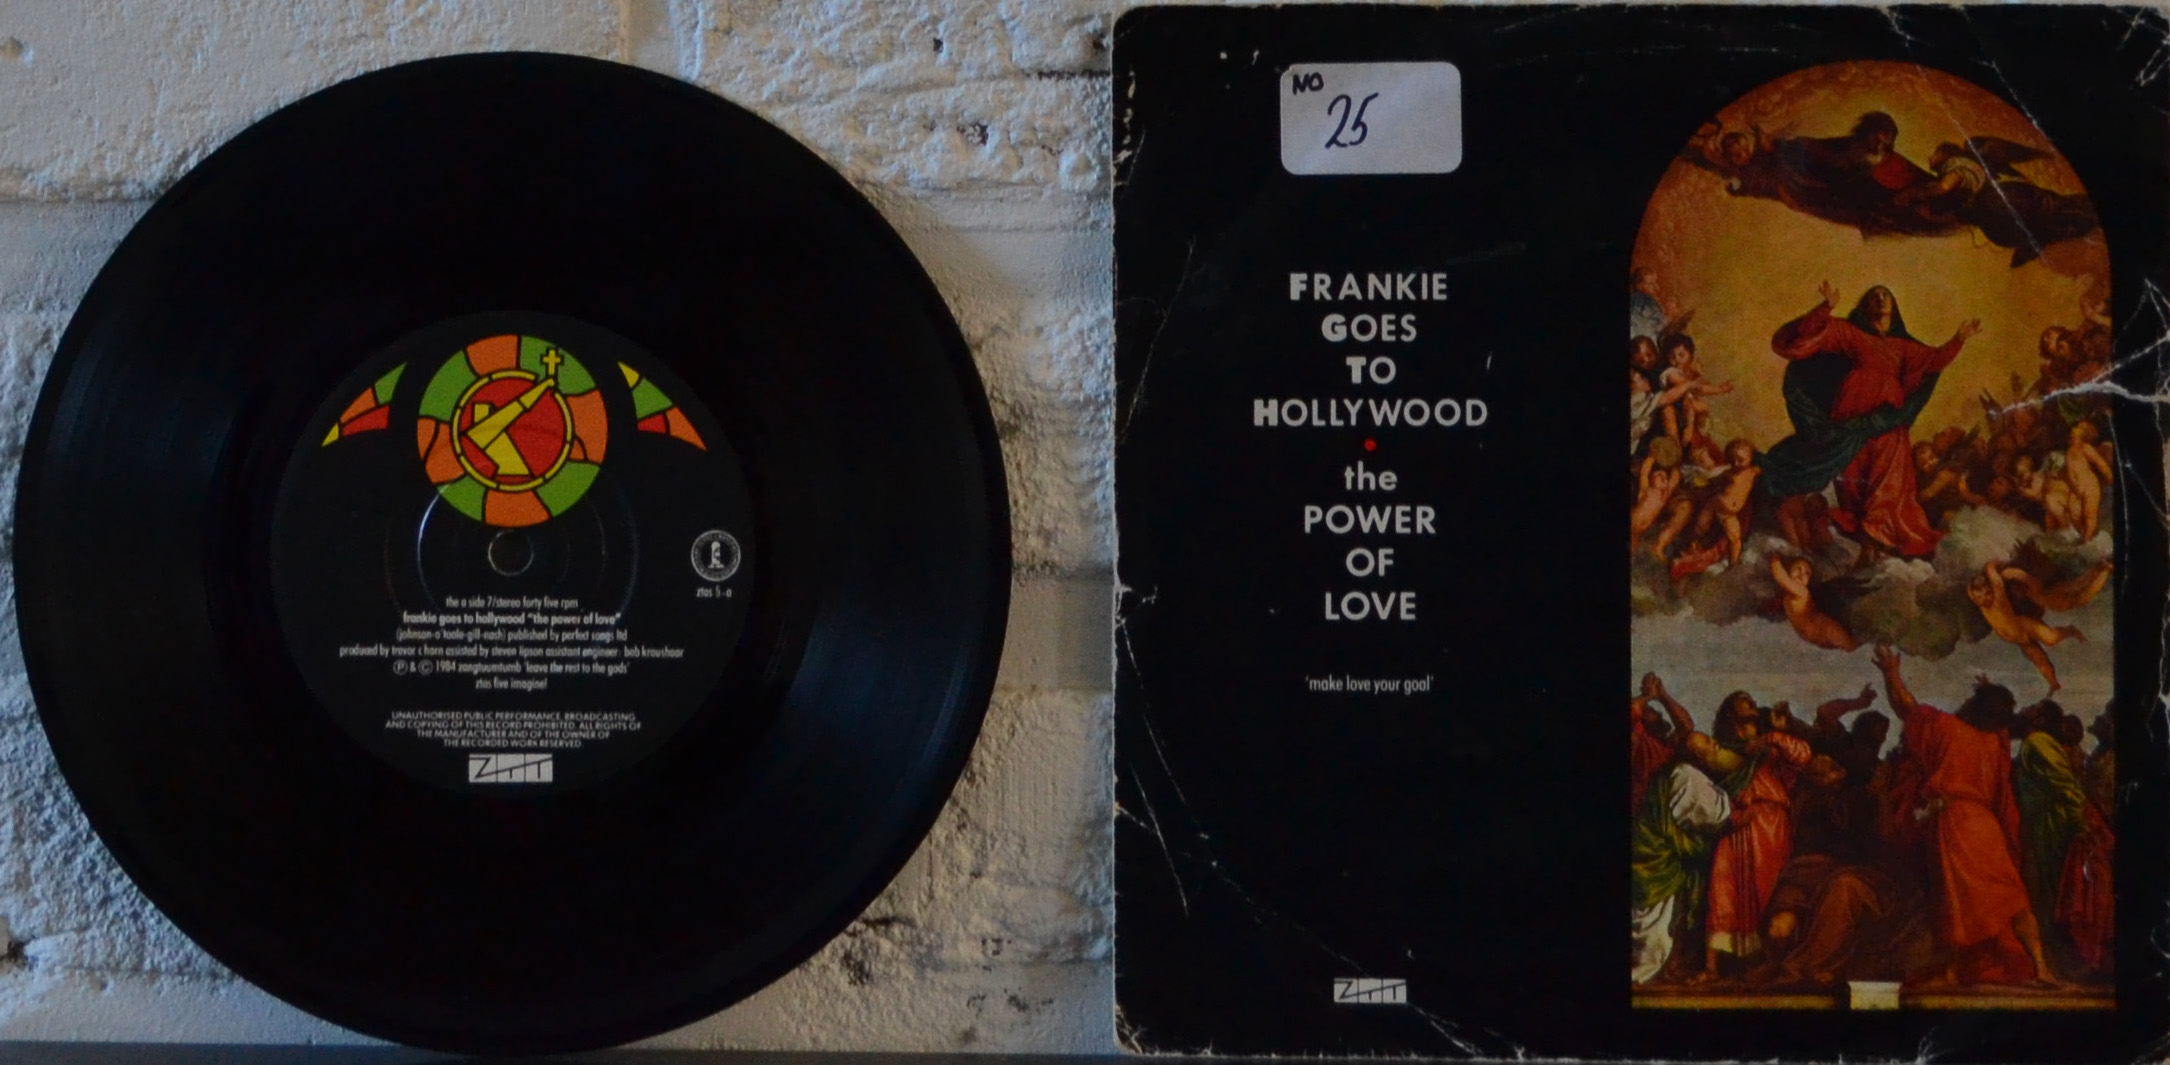 the a side 7/stereo forty five rpm
frankie goes to hollywood "the power of love"
(johnson-o'toole-gill-nash) published by perfect songs ltd
produced by trevor c horn assisted by steven lipson assistant engineer: bob kraushaar
Ⓟ & © 1984 zangtuumtumb 'leave the rest to the gods'
ztas five imagine!
ztas 5-a
UNAUTHORISED PUBLIC PERFORMANCE, BROADCASTING
AND COPYING OF THIS RECORD PROHIBITED. ALL RIGHTS OF
THE MANUFACTURER AND OF THE OWNER OF
THE RECORDED WORK RESERVED.
ZTT
NO
25
FRANKIE
GOES
TO
HOLLYWOOD
the
POWER
OF
LOVE
'make love your goal'
ZTT